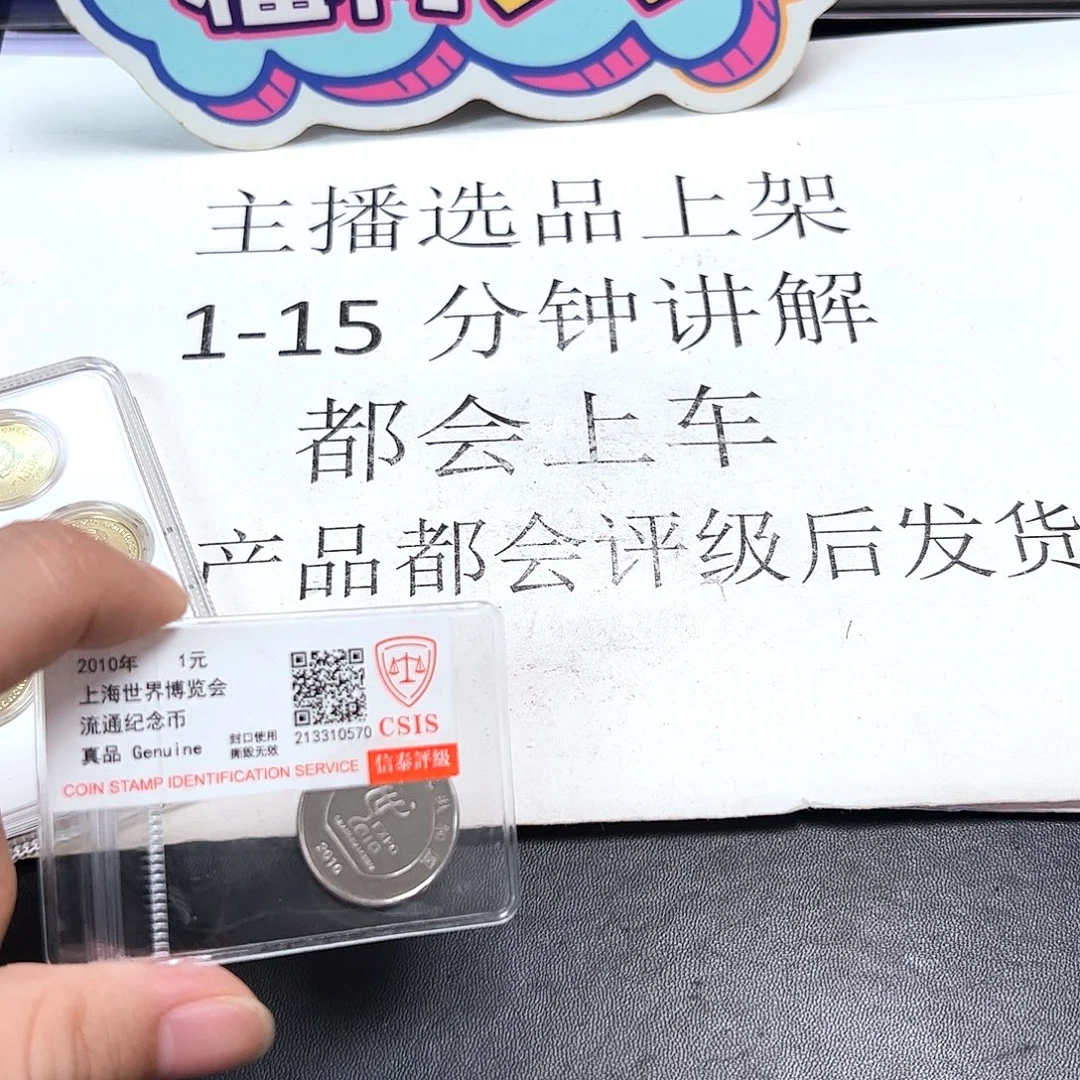 主播选品上架
1-15 分钟讲解
都会上车
产品都会评级后发货
2010年 1元
上海世界博览会
流通纪念币
真品 Genuine
封口使用
撕毁无效
213310570
CSIS
COIN STAMP IDENTIFICATION SERVICE
信泰評級
EXPO
2010
2010